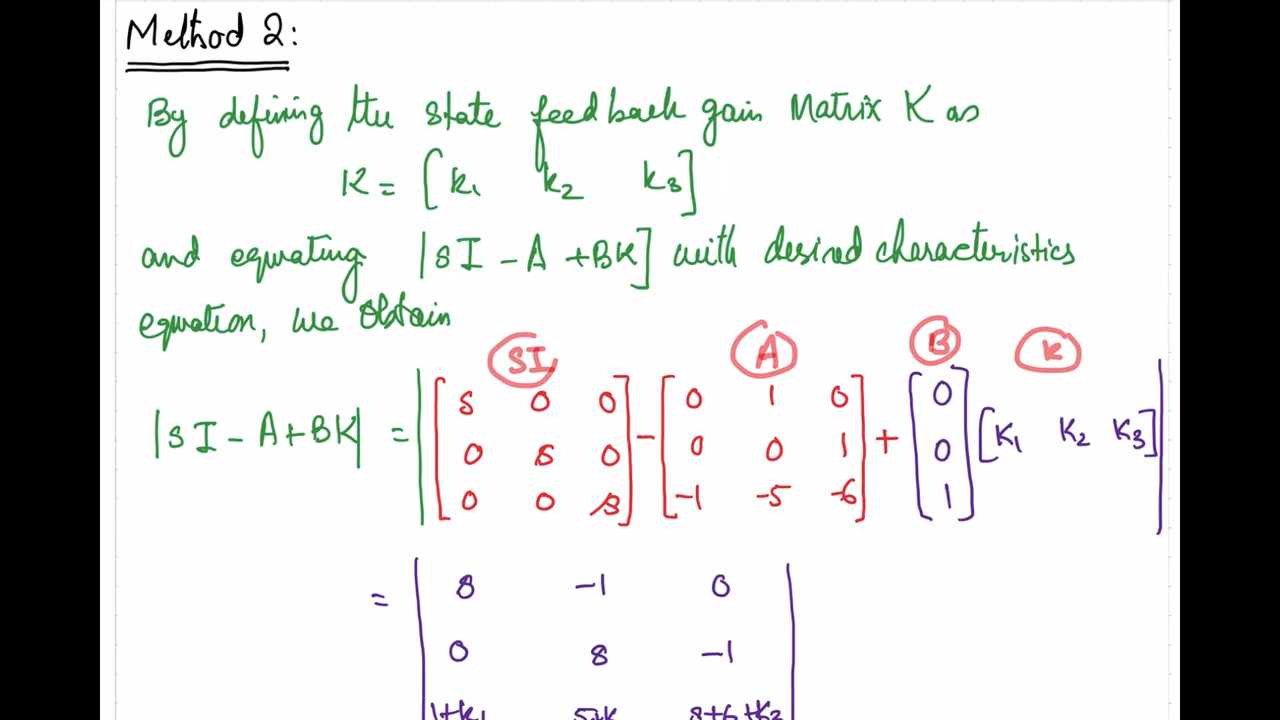 Method 2:
By defining the state feedback gain Matrix K as
K = [k1 k2 k3]
and equating |SI - A + BK] with desired characteristics
equation, we obtain
SI A B K
|SI - A + BK| = | [s 0 0; 0 s 0; 0 0 s] - [0 1 0; 0 0 1; -1 -5 -6] + [0; 0; 1] [K1 K2 K3] |
= | s -1 0
0 s -1
1+k1